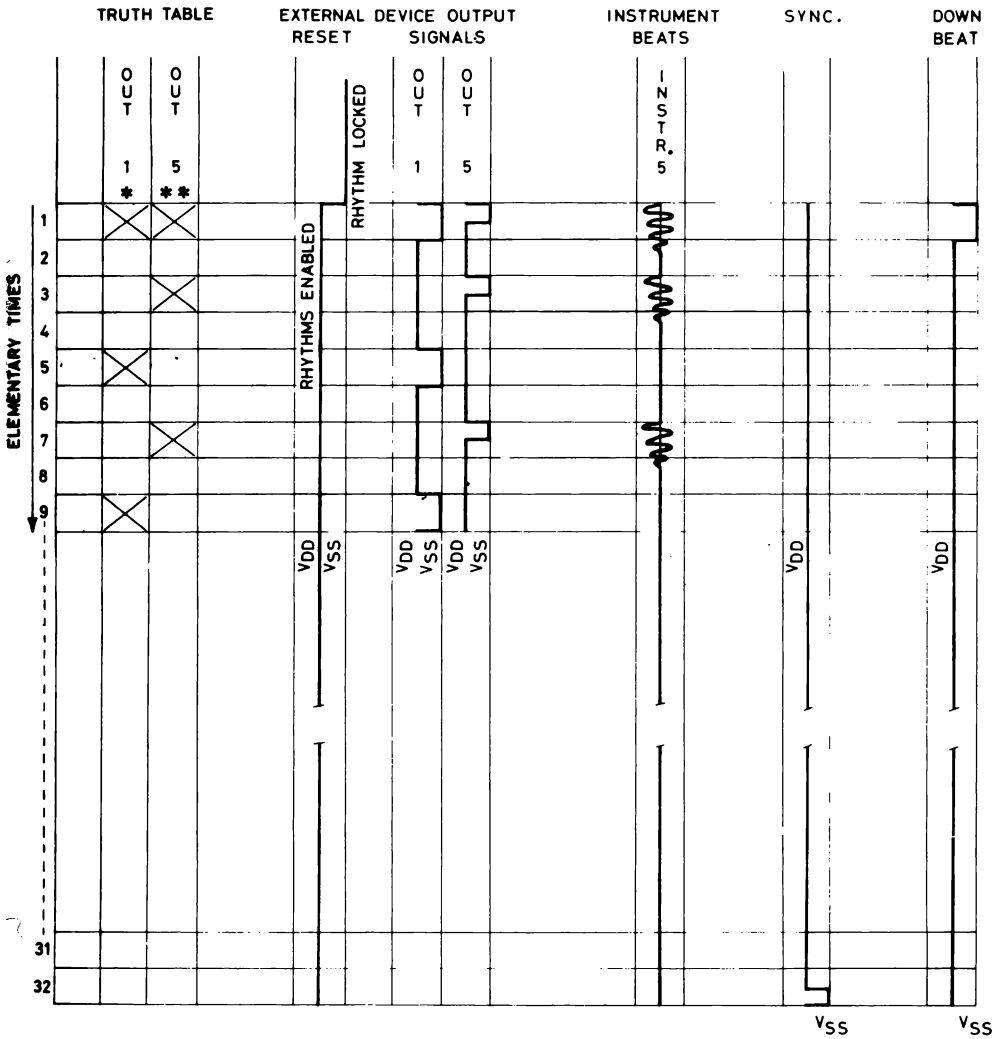 TRUTH TABLE
EXTERNAL DEVICE OUTPUT
RESET SIGNALS
INSTRUMENT
BEATS
SYNC.
DOWN
BEAT
OUT 1 *
OUT 5 **
RHYTHM LOCKED
RHYTHMS ENABLED
OUT 1
OUT 5
INSTR. 5
ELEMENTARY TIMES
1
2
3
4
5
6
7
8
9
VDD VSS VDD VSS VDD VSS VDD VDD
31
32
VSS VSS